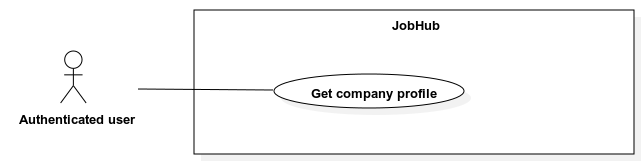 JobHub
Get company profile
Authenticated user